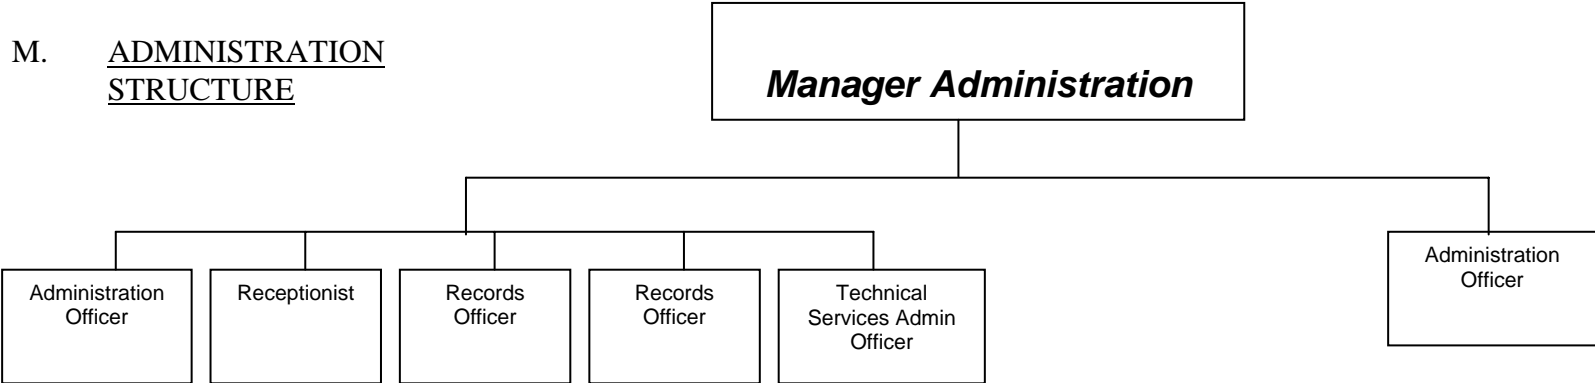 M. ADMINISTRATION
STRUCTURE
Manager Administration
Administration
Officer
Receptionist
Records
Officer
Records
Officer
Technical
Services Admin
Officer
Administration
Officer